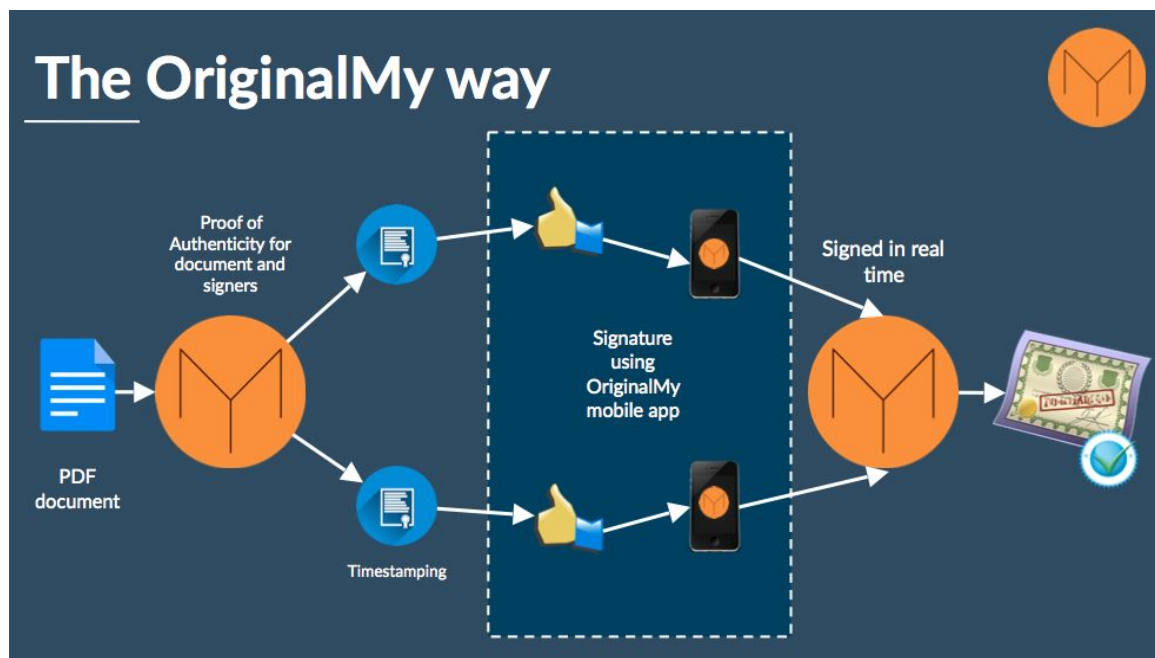 The OriginalMy way
Proof of
Authenticity for
document and
signers
Signed in real
time
Signature
using
OriginalMy
mobile app
PDF
document
Timestamping